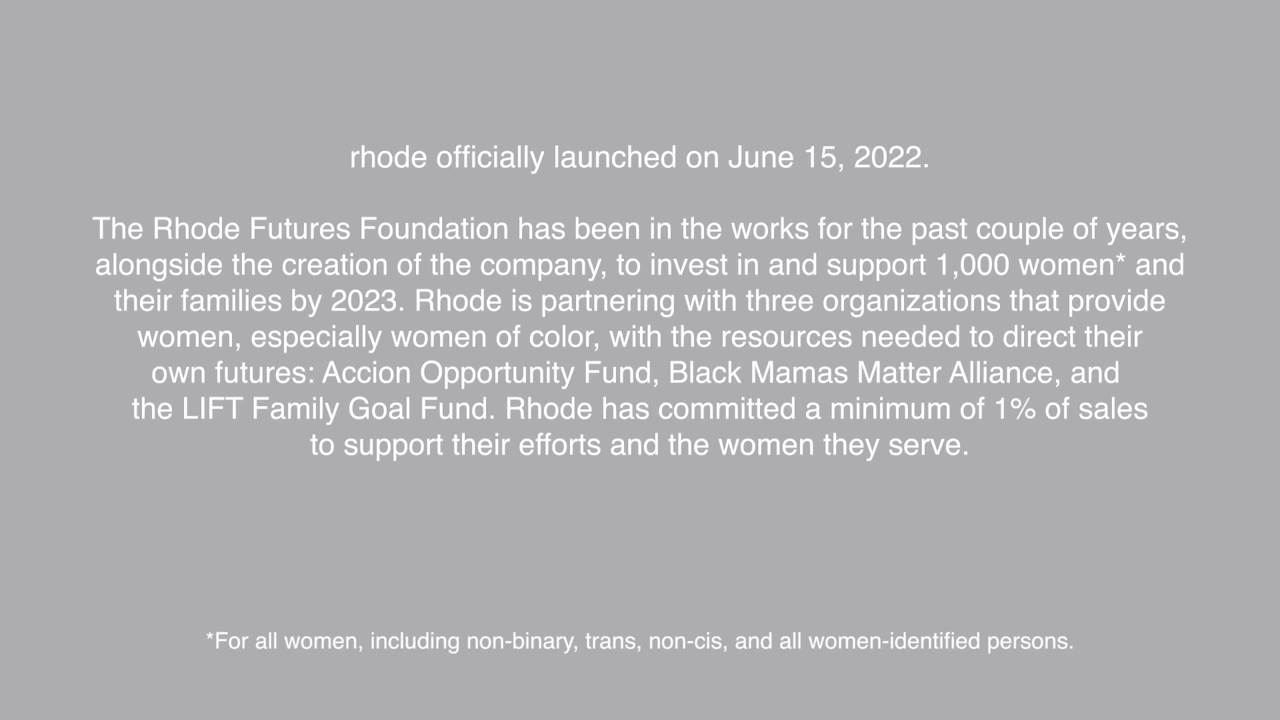 rhode officially launched on June 15, 2022.
The Rhode Futures Foundation has been in the works for the past couple of years,
alongside the creation of the company, to invest in and support 1,000 women* and
their families by 2023. Rhode is partnering with three organizations that provide
women, especially women of color, with the resources needed to direct their
own futures: Accion Opportunity Fund, Black Mamas Matter Alliance, and
the LIFT Family Goal Fund. Rhode has committed a minimum of 1% of sales
to support their efforts and the women they serve.
*For all women, including non-binary, trans, non-cis, and all women-identified persons.